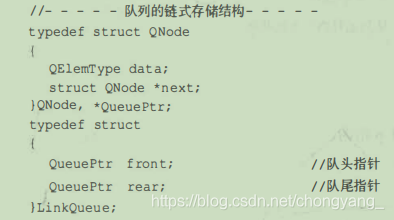 //- - - - - 队列的链式存储结构- - - - -
typedef struct QNode
{
QElemType data;
struct QNode *next;
}QNode, *QueuePtr;
typedef struct
{
QueuePtr front; //队头指针
QueuePtr rear; //队尾指针
}LinkQueue;
https://blog.csdn.net/chongyang_